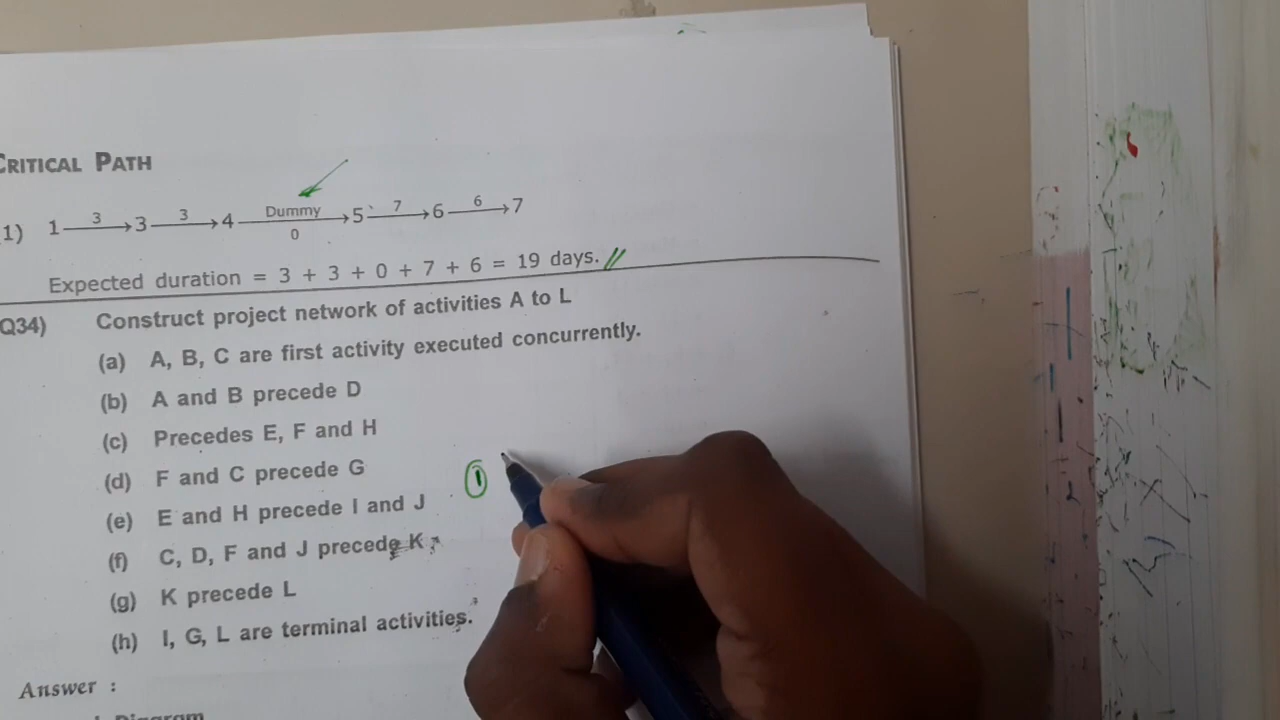 CRITICAL PATH
1) 1 3 3 3 4 Dummy 0 5 7 6 6 7
Expected duration = 3 + 3 + 0 + 7 + 6 = 19 days.
Q34) Construct project network of activities A to L
(a) A, B, C are first activity executed concurrently.
(b) A and B precede D
(c) Precedes E, F and H
(d) F and C precede G
(e) E and H precede I and J
(f) C, D, F and J precede K
(g) K precede L
(h) I, G, L are terminal activities.
1
Answer :
Diagram